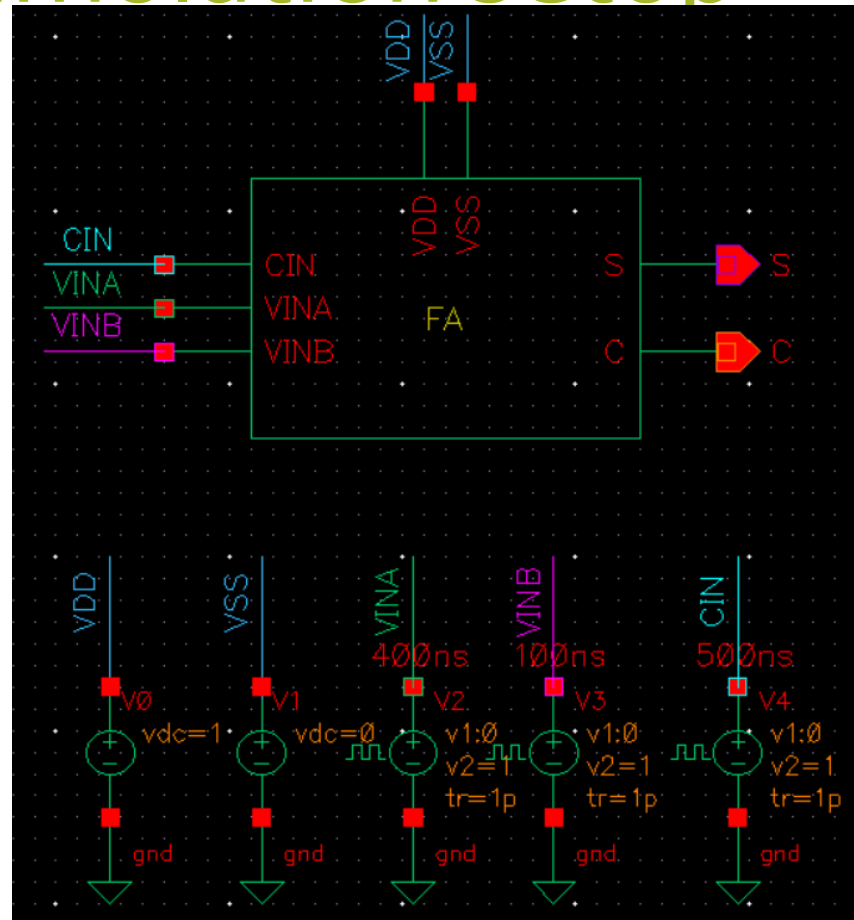 VDD VSS
VDD VSS
CIN CIN S S
VINA VINA
FA
VINB VINB C C
VDD VSS VINA VINB CIN
400ns 100ns 500ns
V0 V1 V2 V3 V4
vdc=1 vdc=0 v1:0 v1:0 v1:0
v2=1 v2=1 v2=1
tr=1p tr=1p tr=1p
gnd gnd gnd gnd gnd